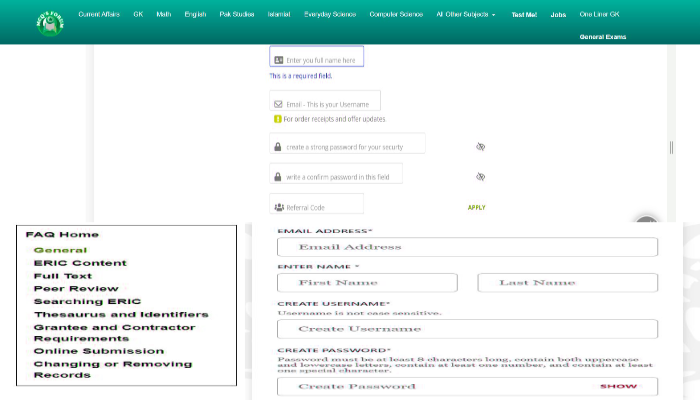 MCQ'S FORUM
Current Affairs GK Math English Pak Studies Islamiat Everyday Science Computer Science All Other Subjects Test Me! Jobs One Liner GK
General Exams
Enter you full name here
This is a required field.
Email - This is your Username
! For order receipts and offer updates
create a strong password for your securty
write a confirm password in this field
Referral Code APPLY
FAQ Home
General
ERIC Content
Full Text
Peer Review
Searching ERIC
Thesaurus and Identifiers
Grantee and Contractor
Requirements
Online Submission
Changing or Removing
Records
EMAIL ADDRESS*
Email Address
ENTER NAME *
First Name Last Name
CREATE USERNAME*
Username is not case sensitive.
Create Username
CREATE PASSWORD*
Password must be at least 8 characters long, contain both uppercase
and lowercase letters, contain at least one number, and contain at least
one special character.
Create Password SHOW